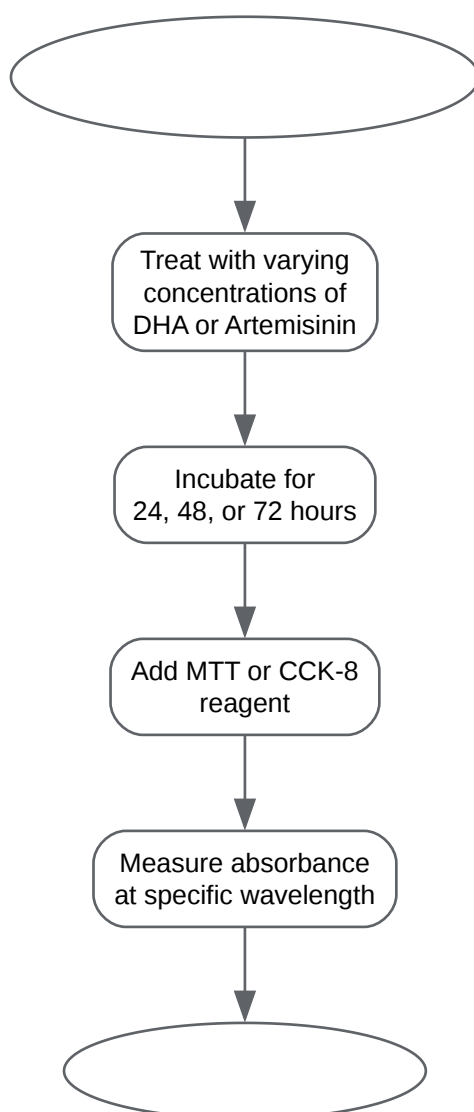 Treat with varying
concentrations of
DHA or Artemisinin
Incubate for
24, 48, or 72 hours
Add MTT or CCK-8
reagent
Measure absorbance
at specific wavelength